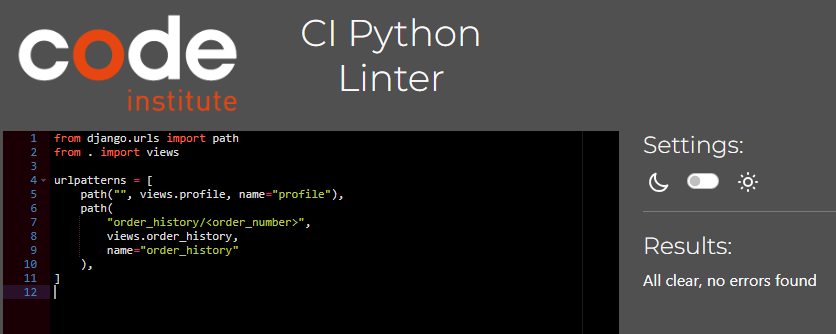 code
institute
CI Python
Linter
1 from django.urls import path
2 from . import views
3
4 urlpatterns = [
5     path("", views.profile, name="profile"),
6     path(
7         "order_history/<order_number>",
8         views.order_history,
9         name="order_history"
10     ),
11 ]
12
Settings:
Results:
All clear, no errors found